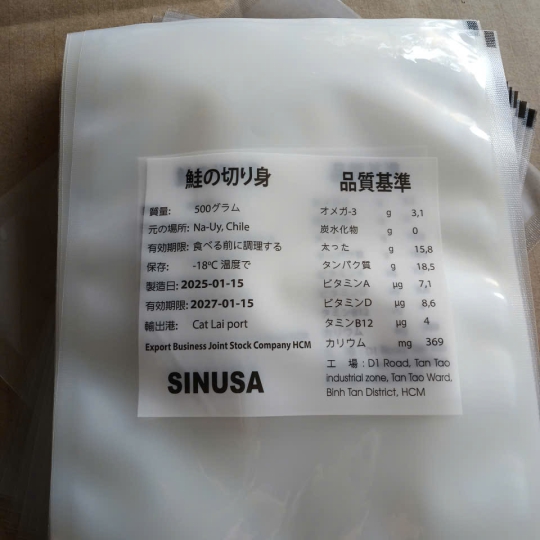 鮭の切り身
質量: 500グラム
元の場所: Na-Uy, Chile
有効期限: 食べる前に調理する
保存: -18ºC 温度で
製造日: 2025-01-15
有効期限: 2027-01-15
輸出港: Cat Lai port
Export Business Joint Stock Company HCM
SINUSA
品質基準
オメガ-3 g 3,1
炭水化物 g 0
太った g 15,8
タンパク質 g 18,5
ビタミンA µg 7,1
ビタミンD µg 8,6
タミンB12 µg 4
カリウム mg 369
工 場 : D1 Road, Tan Tao
industrial zone, Tan Tao Ward,
Binh Tan District, HCM